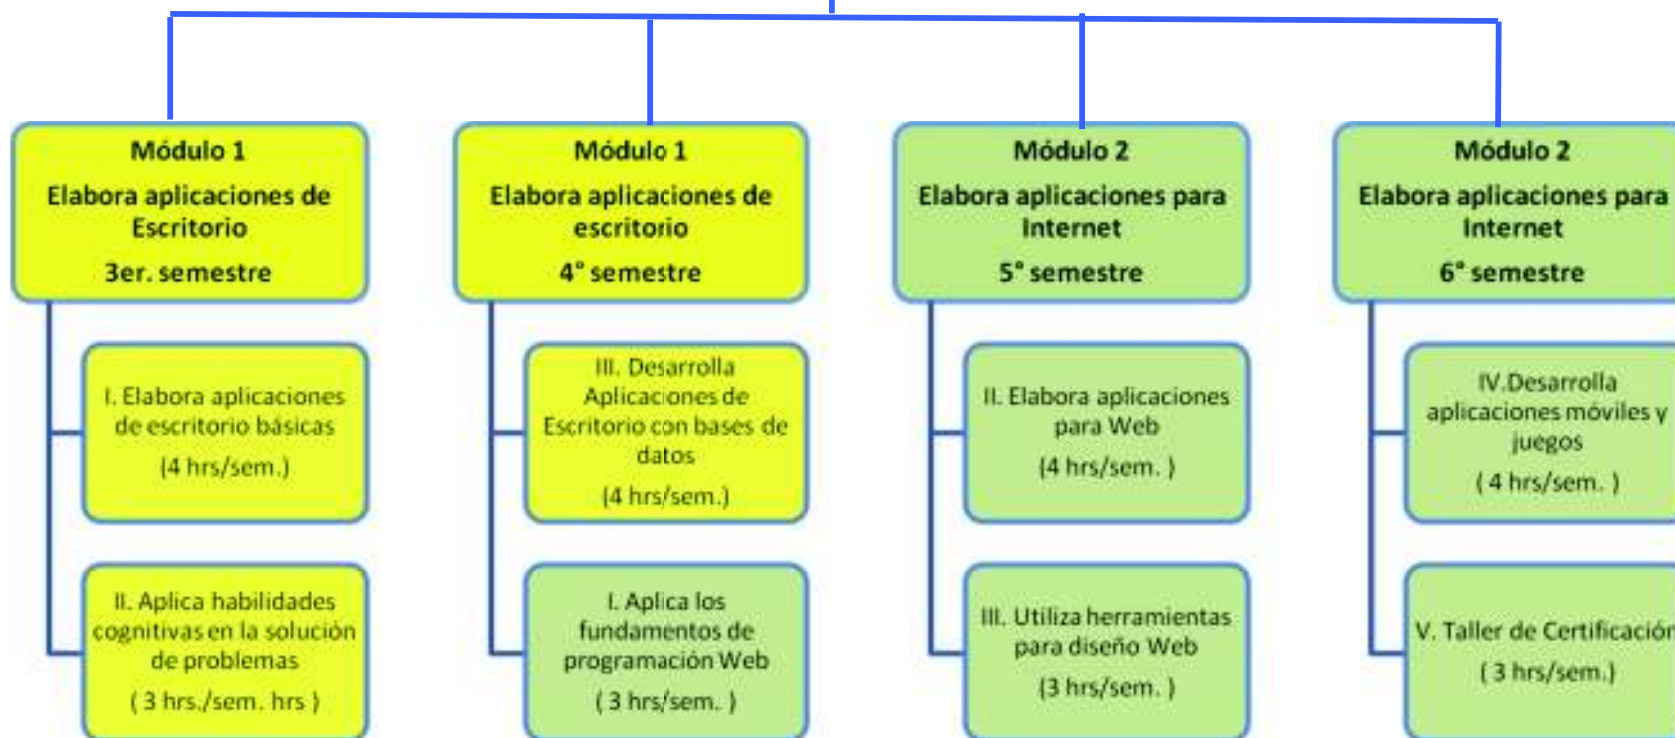 Módulo 1
Elabora aplicaciones de
Escritorio
3er. semestre
I. Elabora aplicaciones
de escritorio básicas
(4 hrs/sem.)
II. Aplica habilidades
cognitivas en la solución
de problemas
( 3 hrs./sem. hrs )
Módulo 1
Elabora aplicaciones de
escritorio
4° semestre
III. Desarrolla
Aplicaciones de
Escritorio con bases de
datos
(4 hrs/sem.)
I. Aplica los
fundamentos de
programación Web
( 3 hrs/sem. )
Módulo 2
Elabora aplicaciones para
Internet
5° semestre
II. Elabora aplicaciones
para Web
(4 hrs/sem. )
III. Utiliza herramientas
para diseño Web
(3 hrs/sem. )
Módulo 2
Elabora aplicaciones para
Internet
6° semestre
IV.Desarrolla
aplicaciones móviles y
juegos
( 4 hrs/sem. )
V. Taller de Certificación
( 3 hrs/sem.)